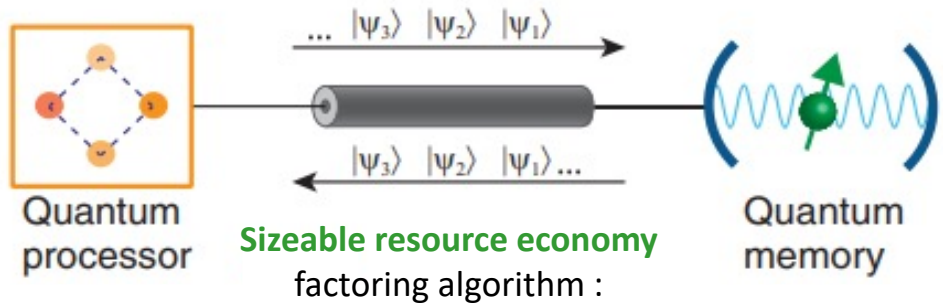 ... |ψ₃⟩ |ψ₂⟩ |ψ₁⟩
|ψ₃⟩ |ψ₂⟩ |ψ₁⟩ ...
Quantum
processor
Quantum
memory
Sizeable resource economy
factoring algorithm :